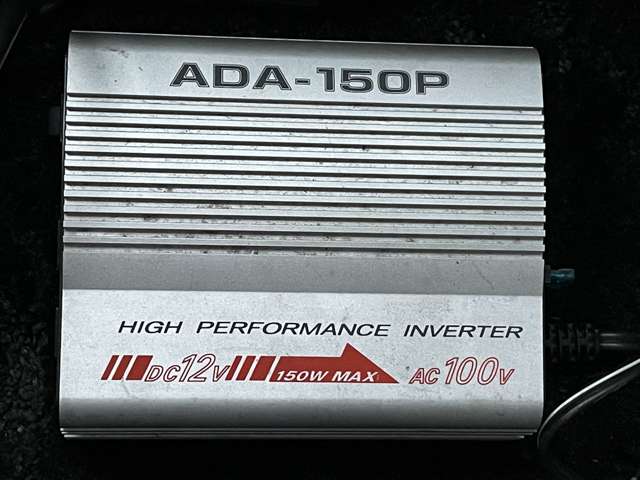 ADA-150P
HIGH PERFORMANCE INVERTER
DC12V 150W MAX AC100V